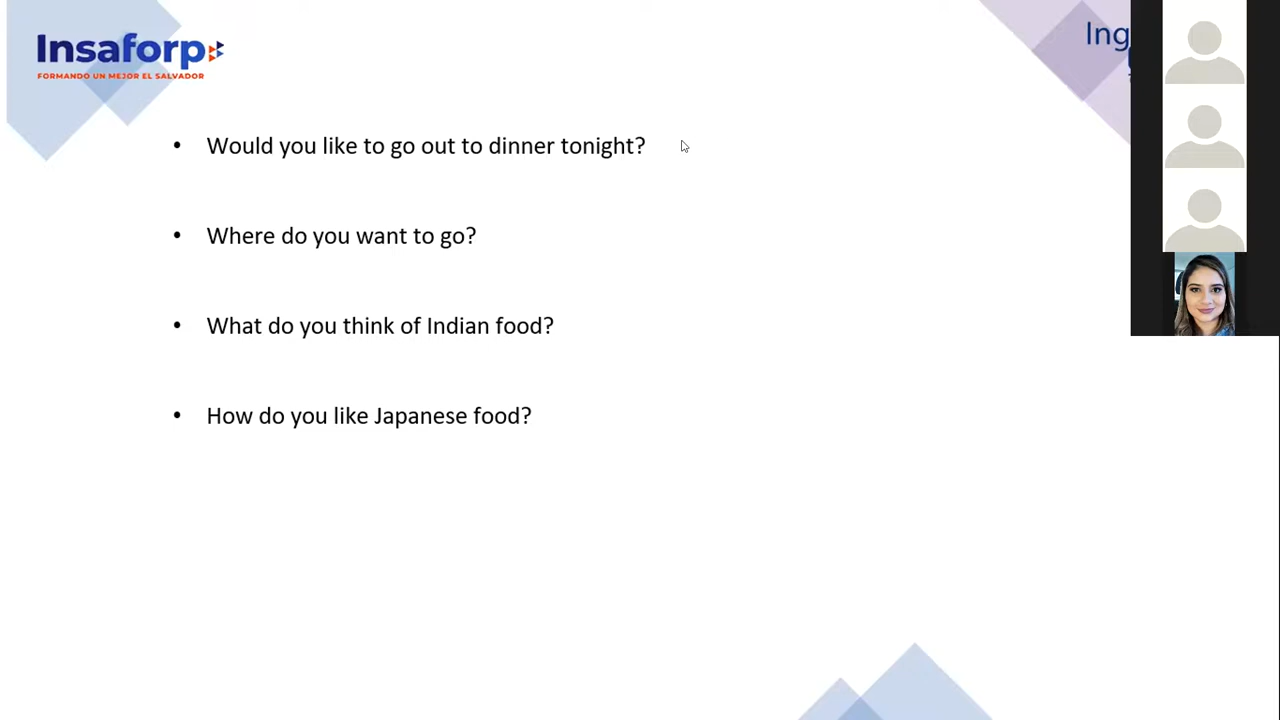 Insaforp
FORMANDO UN MEJOR EL SALVADOR
Ing
• Would you like to go out to dinner tonight?
• Where do you want to go?
• What do you think of Indian food?
• How do you like Japanese food?